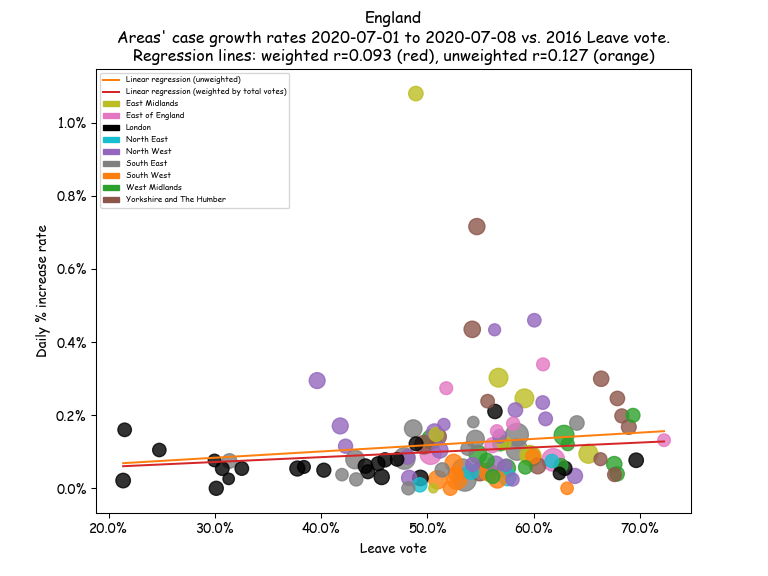 England
Areas' case growth rates 2020-07-01 to 2020-07-08 vs. 2016 Leave vote.
Regression lines: weighted r=0.093 (red), unweighted r=0.127 (orange)
Linear regression (unweighted)
Linear regression (weighted by total votes)
East Midlands
East of England
London
North East
North West
South East
South West
West Midlands
Yorkshire and The Humber
Daily % increase rate
1.0%
0.8%
0.6%
0.4%
0.2%
0.0%
20.0% 30.0% 40.0% 50.0% 60.0% 70.0%
Leave vote